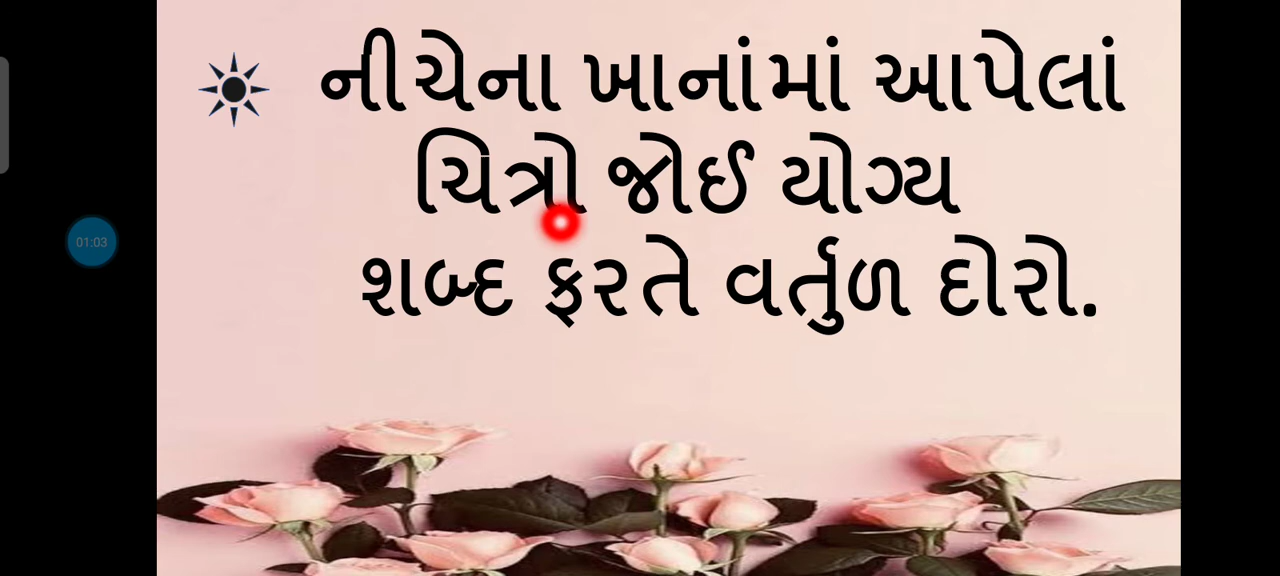 01:03
નીચેના ખાનાંમાં આપેલાં
ચિત્રો જોઈ યોગ્ય
શબ્દ ફરતે વર્તુળ દોરો.